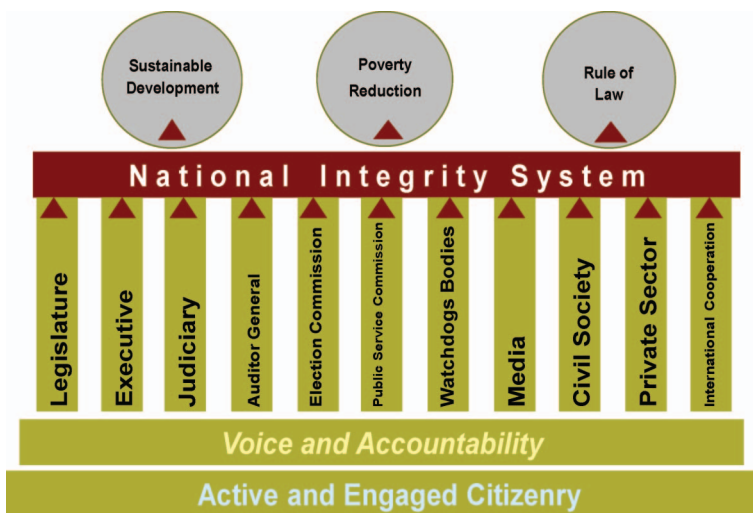 Sustainable
Development
Poverty
Reduction
Rule of
Law
National Integrity System
Legislature
Executive
Judiciary
Auditor General
Election Commission
Public Service Commission
Watchdogs Bodies
Media
Civil Society
Private Sector
International Cooperation
Voice and Accountability
Active and Engaged Citizenry